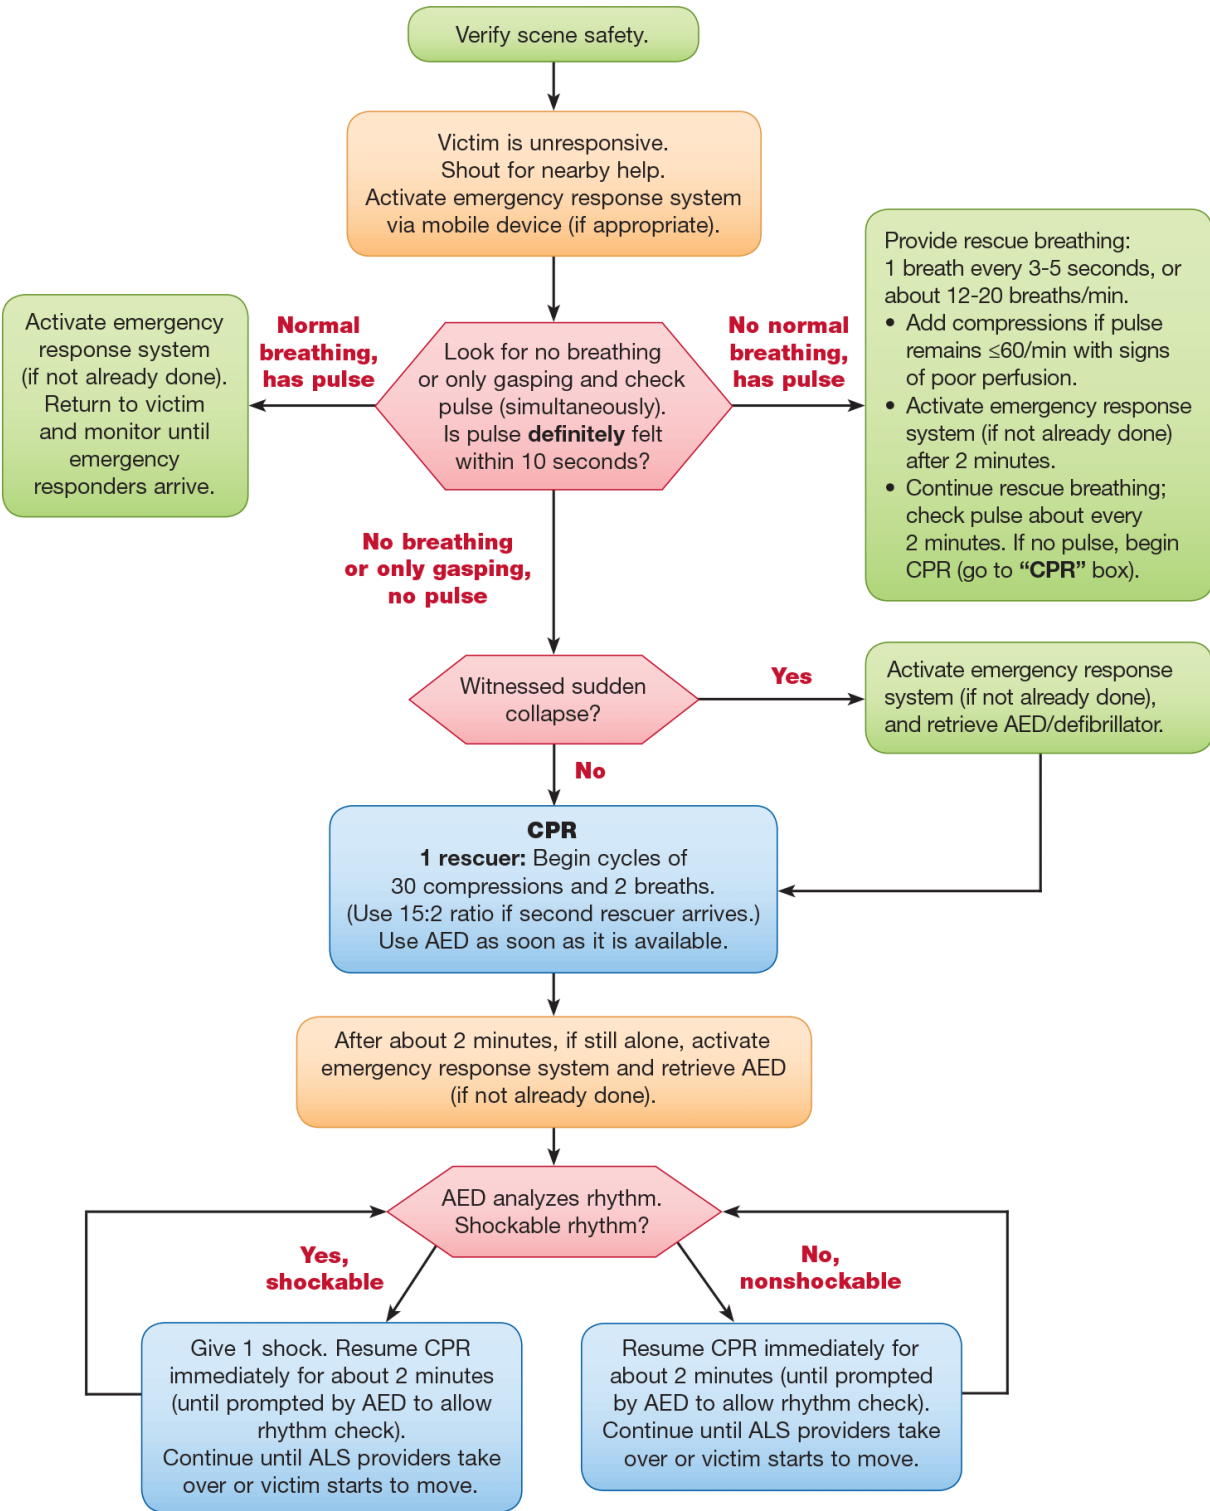 Verify scene safety.
Victim is unresponsive.
Shout for nearby help.
Activate emergency response system
via mobile device (if appropriate).
Normal
breathing,
has pulse
Activate emergency
response system
(if not already done).
Return to victim
and monitor until
emergency
responders arrive.
Look for no breathing
or only gasping and check
pulse (simultaneously).
Is pulse definitely felt
within 10 seconds?
No normal
breathing,
has pulse
Provide rescue breathing:
1 breath every 3-5 seconds, or
about 12-20 breaths/min.
• Add compressions if pulse
remains ≤60/min with signs
of poor perfusion.
• Activate emergency response
system (if not already done)
after 2 minutes.
• Continue rescue breathing;
check pulse about every
2 minutes. If no pulse, begin
CPR (go to “CPR” box).
No breathing
or only gasping,
no pulse
Witnessed sudden
collapse?
Yes
Activate emergency response
system (if not already done),
and retrieve AED/defibrillator.
No
CPR
1 rescuer: Begin cycles of
30 compressions and 2 breaths.
(Use 15:2 ratio if second rescuer arrives.)
Use AED as soon as it is available.
After about 2 minutes, if still alone, activate
emergency response system and retrieve AED
(if not already done).
AED analyzes rhythm.
Shockable rhythm?
Yes,
shockable
No,
nonshockable
Give 1 shock. Resume CPR
immediately for about 2 minutes
(until prompted by AED to allow
rhythm check).
Continue until ALS providers take
over or victim starts to move.
Resume CPR immediately for
about 2 minutes (until prompted
by AED to allow rhythm check).
Continue until ALS providers take
over or victim starts to move.